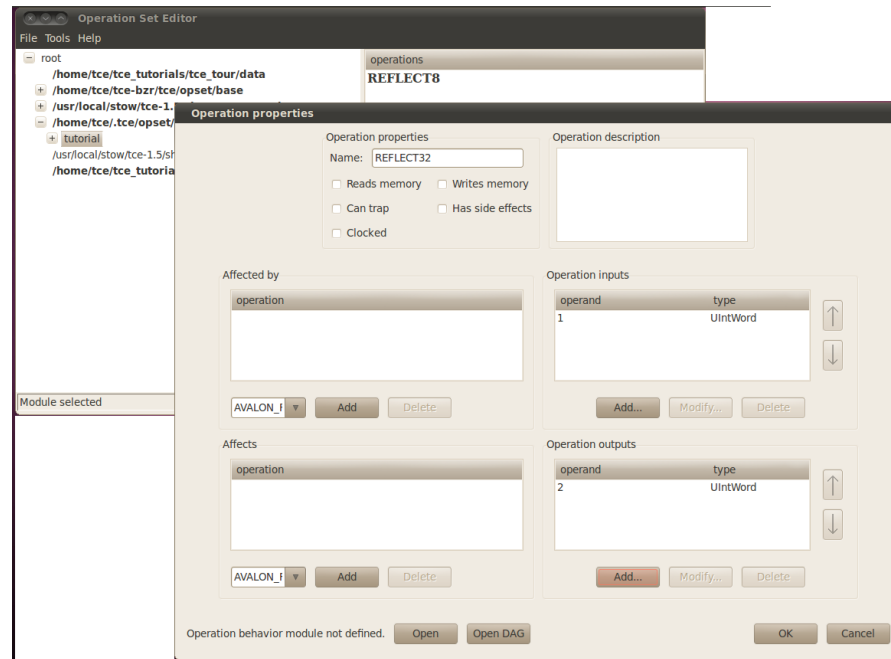 Operation Set Editor
File Tools Help
root
/home/tce/tce_tutorials/tce_tour/data
/home/tce/tce-bzr/tce/opset/base
/usr/local/stow/tce-1.
/home/tce/.tce/opset/
tutorial
/usr/local/stow/tce-1.5/sh
/home/tce/tce_tutoria
operations
REFLECT8
Module selected
Operation properties
Operation properties
Name: REFLECT32
Reads memory Writes memory
Can trap Has side effects
Clocked
Operation description
Affected by
operation
AVALON_F Add Delete
Operation inputs
operand type
1 UIntWord
Add... Modify... Delete
Affects
operation
AVALON_F Add Delete
Operation outputs
operand type
2 UIntWord
Add... Modify... Delete
Operation behavior module not defined. Open Open DAG OK Cancel